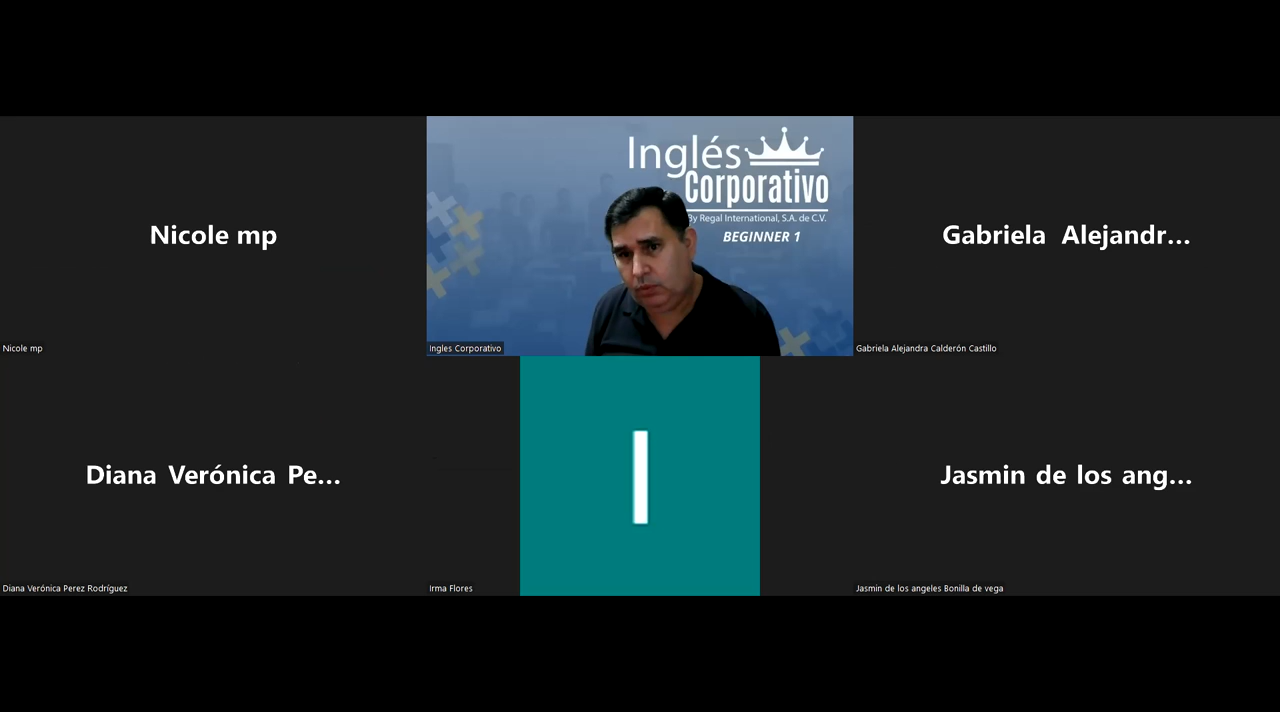 Nicole mp
Nicole mp
Inglés
Corporativo
By Regal International, S.A. de C.V.
BEGINNER 1
Ingles Corporativo
Gabriela Alejandr...
Gabriela Alejandra Calderón Castillo
Diana Verónica Pe...
Diana Verónica Perez Rodríguez
I
Irma Flores
Jasmin de los ang...
Jasmin de los angeles Bonilla de vega